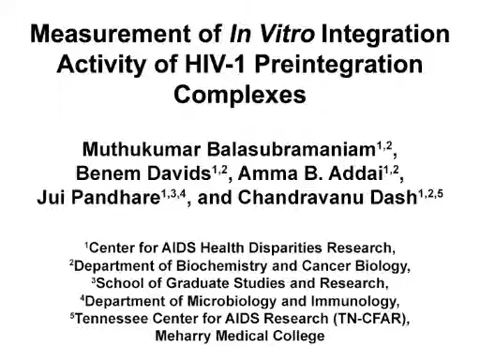 Measurement of In Vitro Integration
Activity of HIV-1 Preintegration
Complexes
Muthukumar Balasubramaniam¹,²,
Benem Davids¹,², Amma B. Addai¹,²,
Jui Pandhare¹,³,⁴, and Chandravanu Dash¹,²,⁵
¹Center for AIDS Health Disparities Research,
²Department of Biochemistry and Cancer Biology,
³School of Graduate Studies and Research,
⁴Department of Microbiology and Immunology,
⁵Tennessee Center for AIDS Research (TN-CFAR),
Meharry Medical College